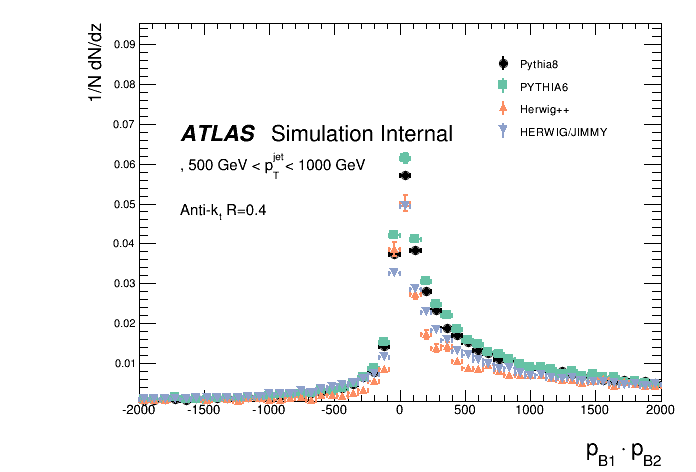 1/N dN/dz
0.09
0.08
0.07
0.06
0.05
0.04
0.03
0.02
0.01
Pythia8
PYTHIA6
Herwig++
HERWIG/JIMMY
ATLAS Simulation Internal
, 500 GeV < p_T^jet < 1000 GeV
Anti-k_t R=0.4
-2000 -1500 -1000 -500 0 500 1000 1500 2000
p_B1 · p_B2